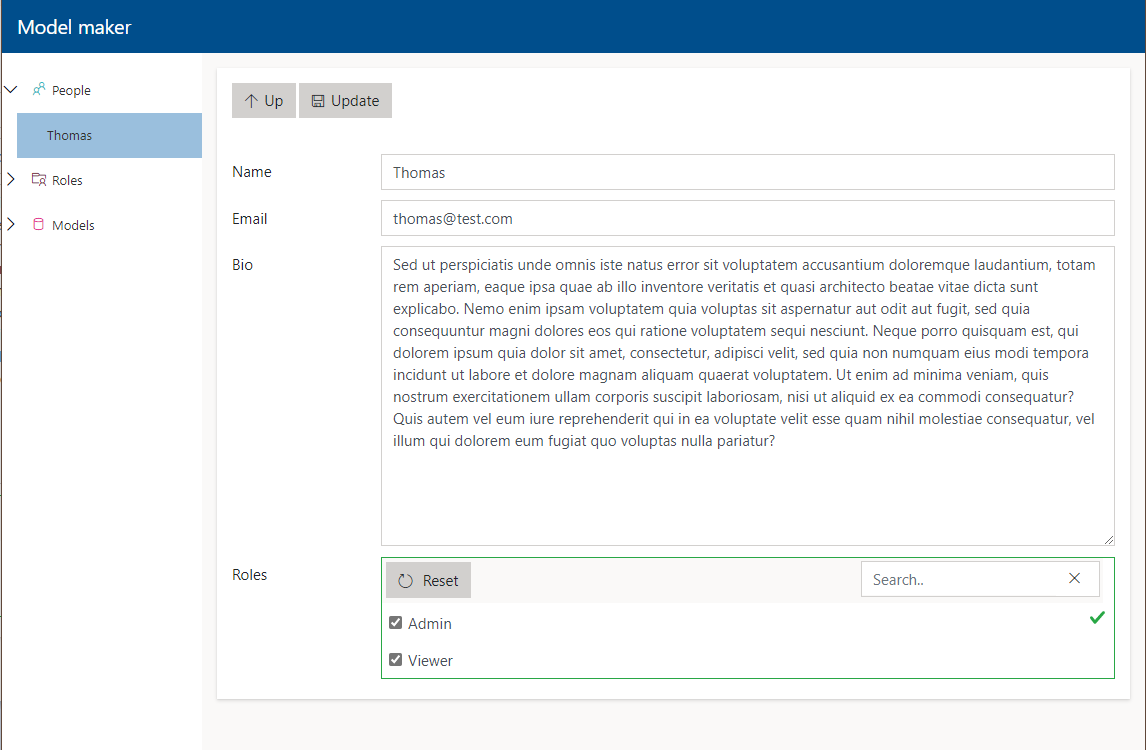 Model maker
People
Thomas
Roles
Models
Up Update
Name Thomas
Email thomas@test.com
Bio
Sed ut perspiciatis unde omnis iste natus error sit voluptatem accusantium doloremque laudantium, totam
rem aperiam, eaque ipsa quae ab illo inventore veritatis et quasi architecto beatae vitae dicta sunt
explicabo. Nemo enim ipsam voluptatem quia voluptas sit aspernatur aut odit aut fugit, sed quia
consequuntur magni dolores eos qui ratione voluptatem sequi nesciunt. Neque porro quisquam est, qui
dolorem ipsum quia dolor sit amet, consectetur, adipisci velit, sed quia non numquam eius modi tempora
incidunt ut labore et dolore magnam aliquam quaerat voluptatem. Ut enim ad minima veniam, quis
nostrum exercitationem ullam corporis suscipit laboriosam, nisi ut aliquid ex ea commodi consequatur?
Quis autem vel eum iure reprehenderit qui in ea voluptate velit esse quam nihil molestiae consequatur, vel
illum qui dolorem eum fugiat quo voluptas nulla pariatur?
Roles
Reset Search..
Admin
Viewer